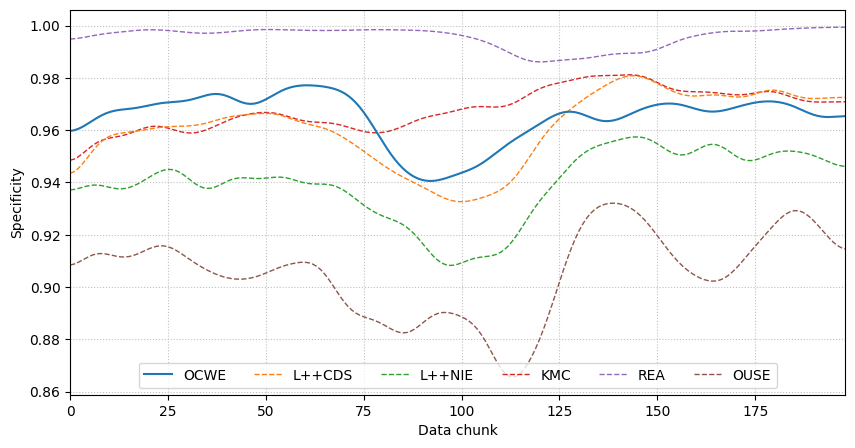 1.00
0.98
0.96
0.94
0.92
0.90
0.88
0.86
Specificity
OCWE L++CDS L++NIE KMC REA OUSE
0 25 50 75 100 125 150 175
Data chunk